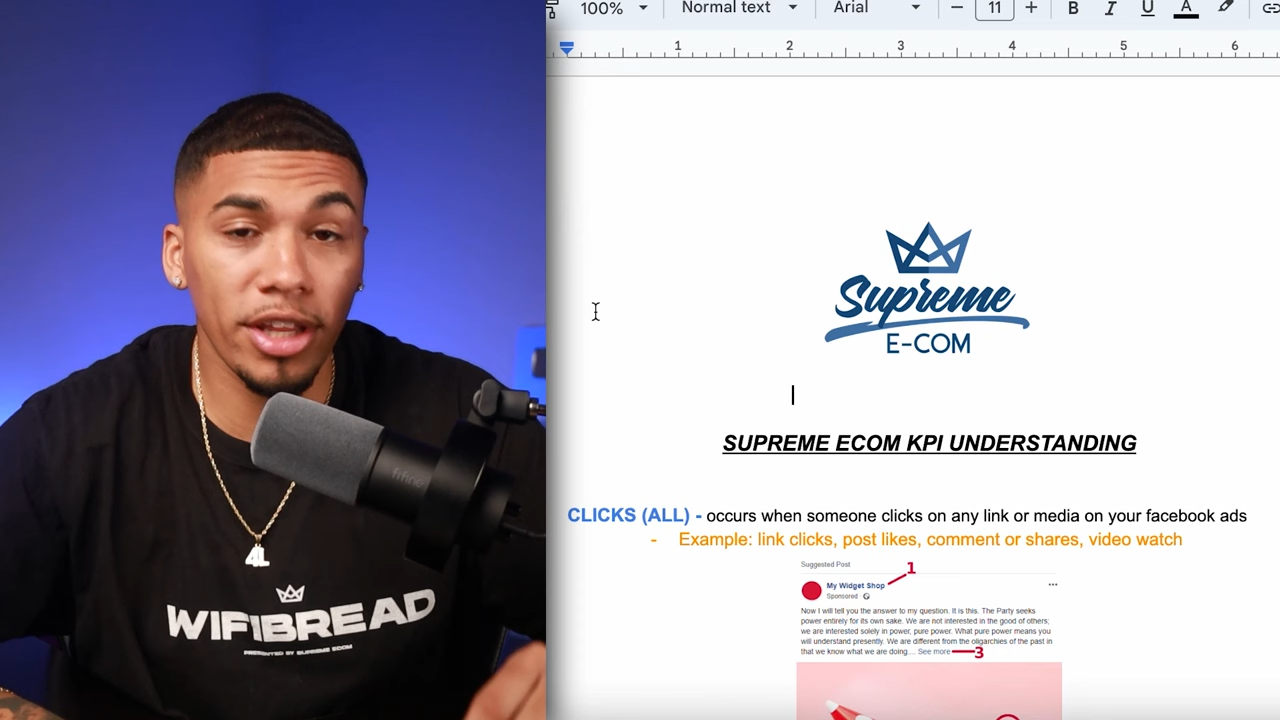 100%
Normal text
Arial
11
B
I
U
A
1
2
3
4
5
6
Supreme
E-COM
SUPREME ECOM KPI UNDERSTANDING
CLICKS (ALL) - occurs when someone clicks on any link or media on your facebook ads
- Example: link clicks, post likes, comment or shares, video watch
Suggested Post
My Widget Shop
1
Sponsored
Now I will tell you the answer to my question. It is this. The Party seeks
power entirely for its own sake. We are not interested in the good of others;
we are interested solely in power, pure power. What pure power means you
will understand presently. We are different from the oligarchies of the past in
that we know what we are doing... See more
3
fifine
4L
WIFIBREAD
PRESENTED BY SUPREME ECOM